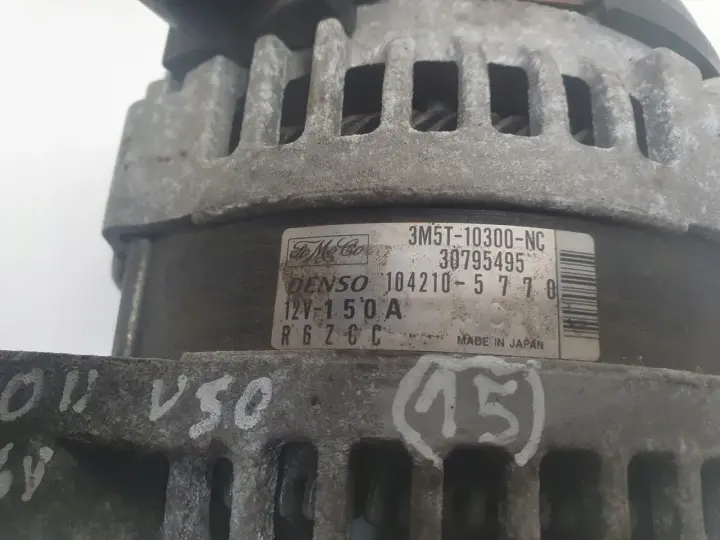 FoMoCo 3M5T-10300-NC
30795495
DENSO 104210-5770
12V-150A
R6ZCC MADE IN JAPAN
V50 (15)